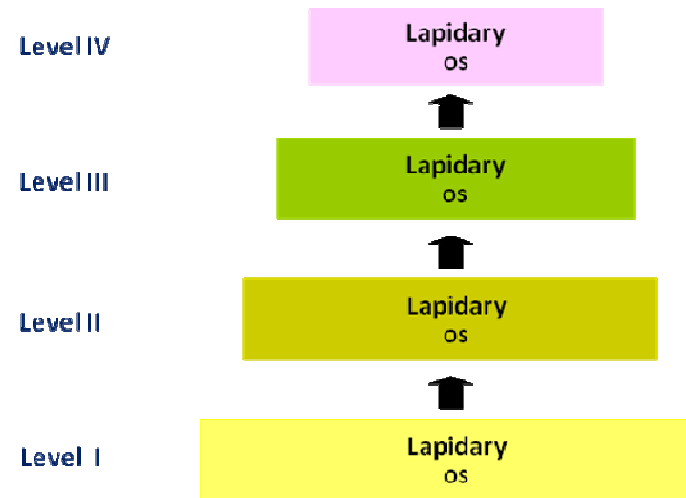 Level IV
Lapidary
os
Level III
Lapidary
os
Level II
Lapidary
os
Level I
Lapidary
os